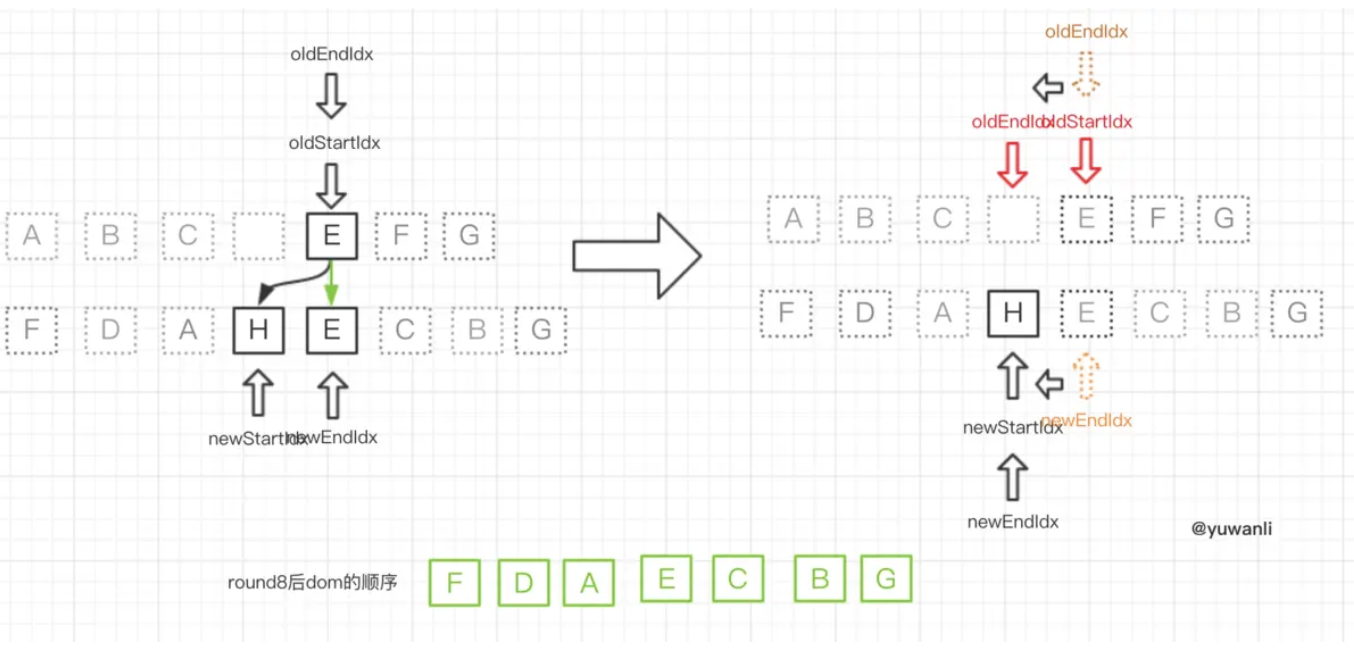 oldEndIdx
oldStartIdx
A B C E F G
F D A H E C B G
newStartIdx newEndIdx
oldEndIdx
oldEndIdx oldStartIdx
A B C E F G
F D A H E C B G
newStartIdx newEndIdx
newEndIdx
@yuwanli
round8后dom的顺序 F D A E C B G